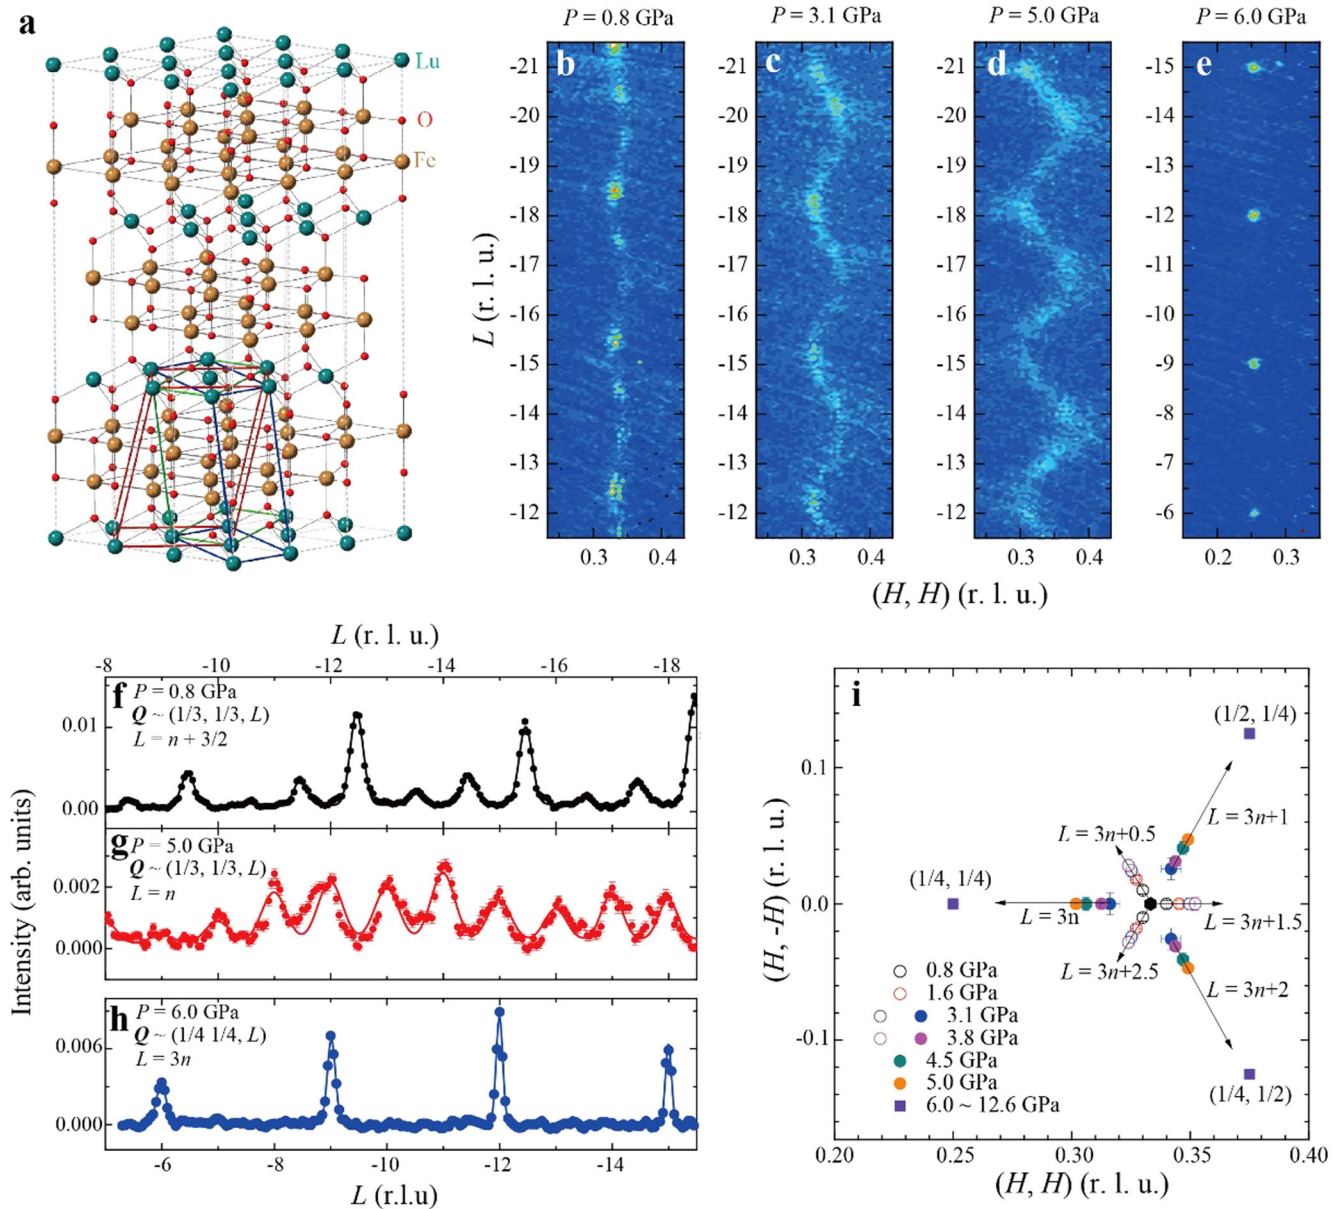 a
Lu
O
Fe
P = 0.8 GPa
P = 3.1 GPa
P = 5.0 GPa
P = 6.0 GPa
b
c
d
e
-21
-20
-19
-18
-17
-16
-15
-14
-13
-12
-21
-20
-19
-18
-17
-16
-15
-14
-13
-12
-21
-20
-19
-18
-17
-16
-15
-14
-13
-12
-15
-14
-13
-12
-11
-10
-9
-8
-7
-6
L (r. l. u.)
0.3 0.4
0.3 0.4
0.3 0.4
0.2 0.3
(H, H) (r. l. u.)
L (r. l. u.)
-8 -10 -12 -14 -16 -18
f
P = 0.8 GPa
Q ~ (1/3, 1/3, L)
L = n + 3/2
0.01
0.00
g
P = 5.0 GPa
Q ~ (1/3, 1/3, L)
L = n
0.002
0.000
h
P = 6.0 GPa
Q ~ (1/4 1/4, L)
L = 3n
0.006
0.000
Intensity (arb. units)
-6 -8 -10 -12 -14
L (r.l.u)
i
(1/2, 1/4)
0.1
L = 3n+0.5
L = 3n+1
(1/4, 1/4)
0.0
L = 3n
L = 3n+1.5
L = 3n+2.5
L = 3n+2
0.8 GPa
1.6 GPa
3.1 GPa
3.8 GPa
4.5 GPa
5.0 GPa
6.0 ~ 12.6 GPa
-0.1
(1/4, 1/2)
(H, -H) (r. l. u.)
0.20 0.25 0.30 0.35 0.40
(H, H) (r. l. u.)